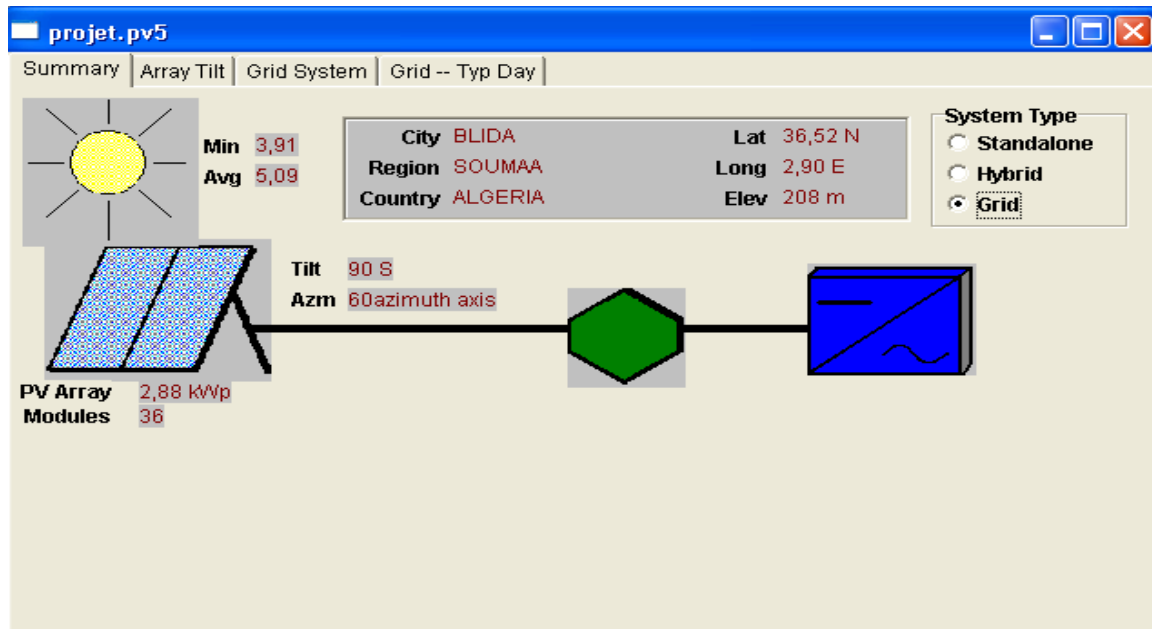 projet.pv5
Summary Array Tilt Grid System Grid -- Typ Day
Min 3,91
Avg 5,09
City BLIDA Lat 36,52 N
Region SOUMAA Long 2,90 E
Country ALGERIA Elev 208 m
System Type
Standalone
Hybrid
Grid
Tilt 90 S
Azm 60azimuth axis
PV Array 2,88 kWp
Modules 36